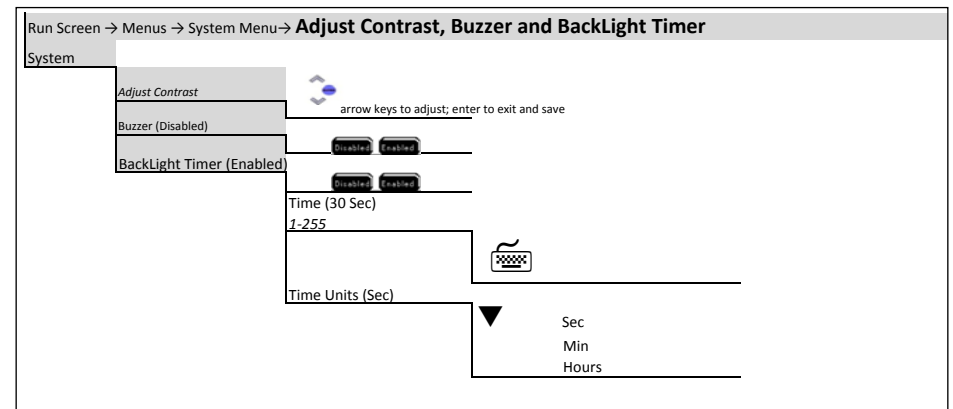 Run Screen → Menus → System Menu→ Adjust Contrast, Buzzer and BackLight Timer
System
Adjust Contrast
arrow keys to adjust; enter to exit and save
Buzzer (Disabled)
Disabled Enabled
BackLight Timer (Enabled)
Disabled Enabled
Time (30 Sec)
1-255
Time Units (Sec)
Sec
Min
Hours